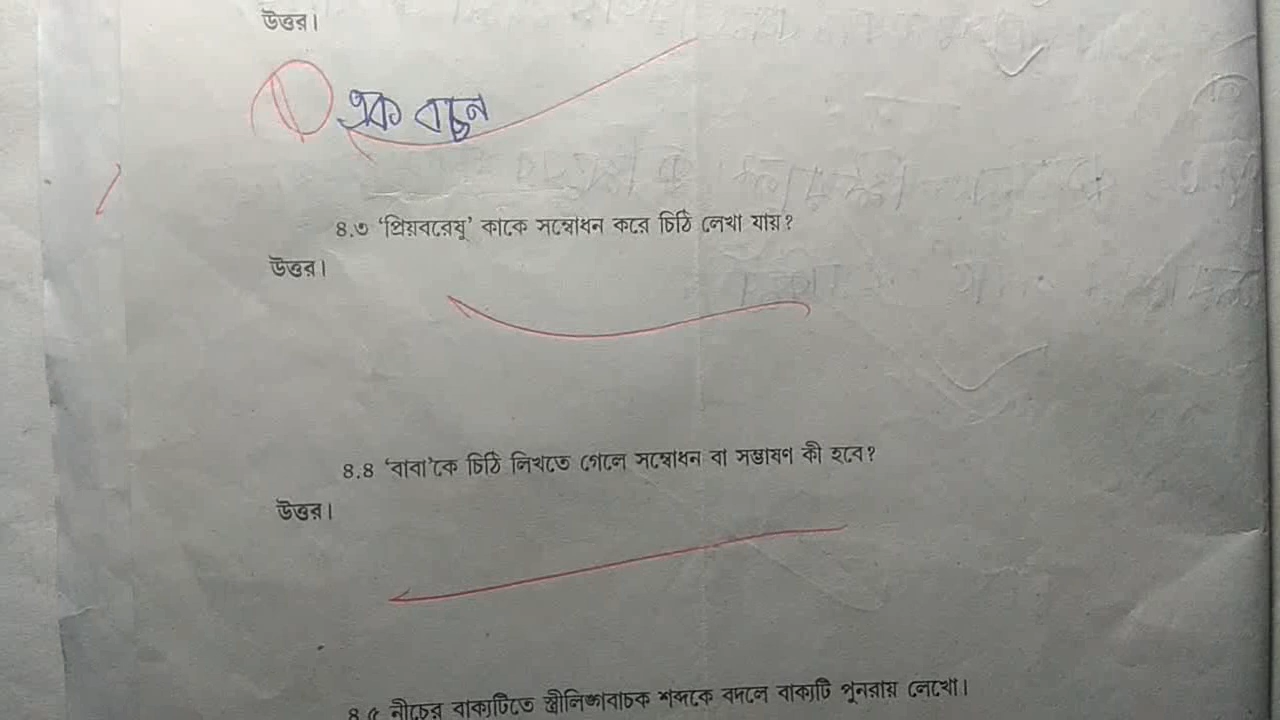 উত্তর।
এক বচন
৪.৩ ‘প্রিয়বরেষু’ কাকে সম্বোধন করে চিঠি লেখা যায়?
উত্তর।
৪.৪ ‘বাবা’কে চিঠি লিখতে গেলে সম্বোধন বা সম্ভাষণ কী হবে?
উত্তর।
৪.৫ নীচের বাক্যটিতে স্ত্রীলিঙ্গবাচক শব্দকে বদলে বাক্যটি পুনরায় লেখো।